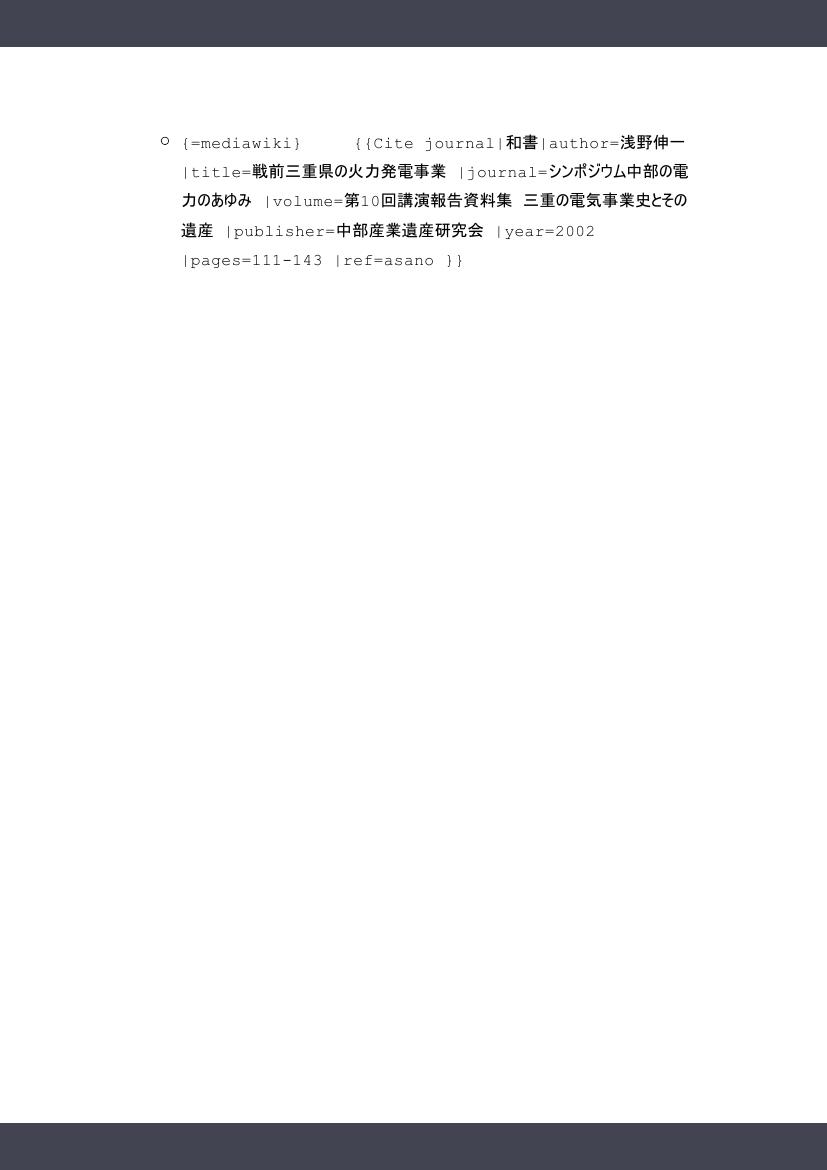 ○ {=mediawiki} {{Cite journal|和書|author=浅野伸一
|title=戦前三重県の火力発電事業 |journal=シンポジウム中部の電
力のあゆみ |volume=第10回講演報告資料集 三重の電気事業史とその
遺産 |publisher=中部産業遺産研究会 |year=2002
|pages=111-143 |ref=asano }}